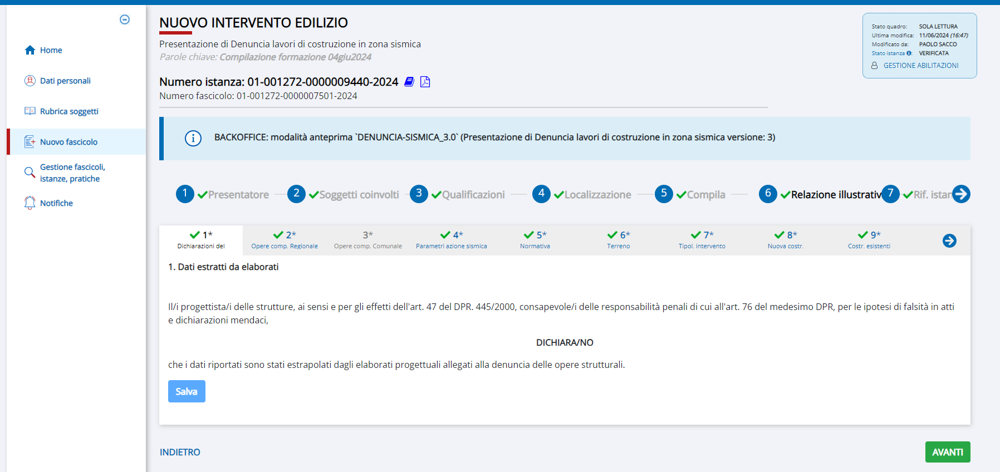 Home
Dati personali
Rubrica soggetti
Nuovo fascicolo
Gestione fascicoli,
istanze, pratiche
Notifiche
NUOVO INTERVENTO EDILIZIO
Presentazione di Denuncia lavori di costruzione in zona sismica
Parole chiave: Compilazione formazione 04giu2024
Numero istanza: 01-001272-0000009440-2024
Numero fascicolo: 01-001272-0000007501-2024
Stato quadro: SOLA LETTURA
Ultima modifica: 11/06/2024 (16:47)
Modificato da: PAOLO SACCO
Stato istanza : VERIFICATA
GESTIONE ABILITAZIONI
BACKOFFICE: modalità anteprima `DENUNCIA-SISMICA_3.0` (Presentazione di Denuncia lavori di costruzione in zona sismica versione: 3)
1 Presentatore 2 Soggetti coinvolti 3 Qualificazioni 4 Localizzazione 5 Compila 6 Relazione illustrativ 7 Rif. istan
1* 2* 3* 4* 5* 6* 7* 8* 9*
Dichiarazioni del Opere comp. Regionale Opere comp. Comunale Parametri azione sismica Normativa Terreno Tipol. intervento Nuova costr. Costr. esistenti
1. Dati estratti da elaborati
Il/i progettista/i delle strutture, ai sensi e per gli effetti dell'art. 47 del DPR. 445/2000, consapevole/i delle responsabilità penali di cui all'art. 76 del medesimo DPR, per le ipotesi di falsità in atti
e dichiarazioni mendaci,
DICHIARA/NO
che i dati riportati sono stati estrapolati dagli elaborati progettuali allegati alla denuncia delle opere strutturali.
Salva
INDIETRO
AVANTI